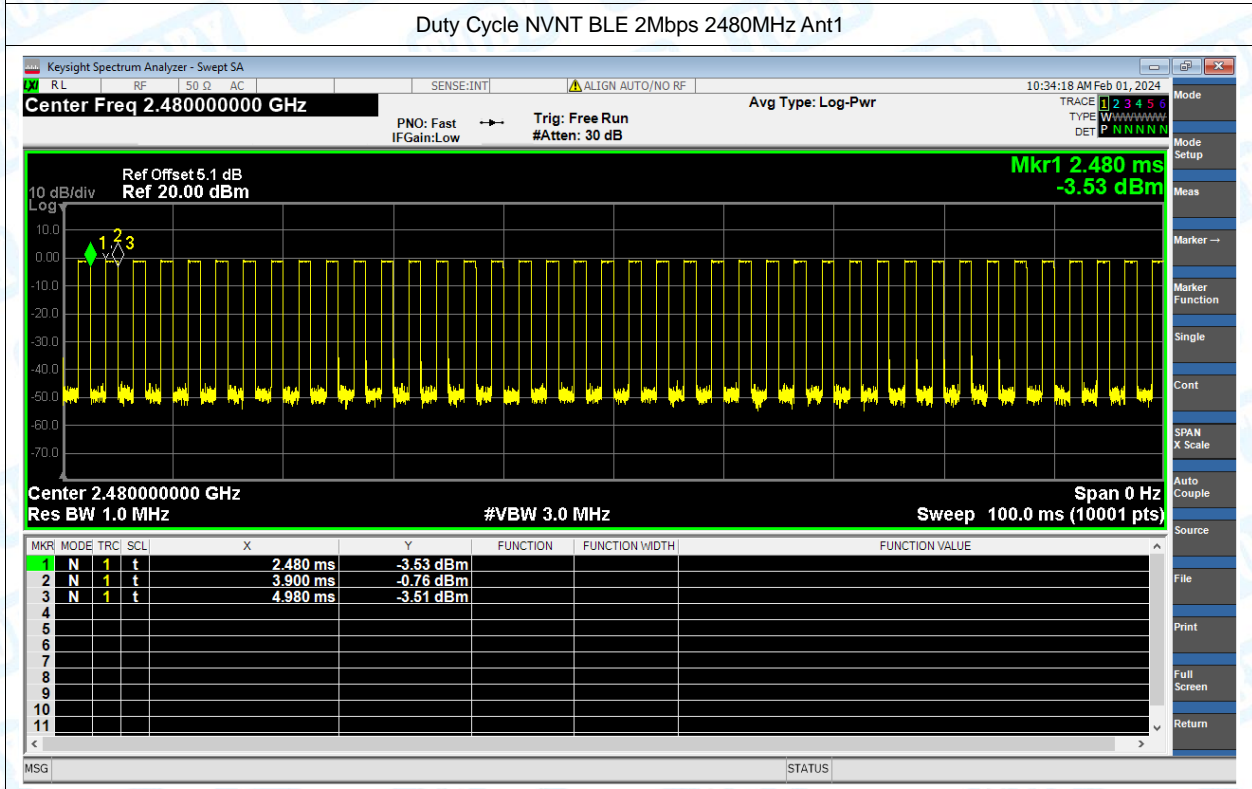 Duty Cycle NVNT BLE 2Mbps 2480MHz Ant1
Keysight Spectrum Analyzer - Swept SA
LXI RL RF 50 Ω AC SENSE:INT ALIGN AUTO/NO RF 10:34:18 AM Feb 01, 2024
Center Freq 2.480000000 GHz Avg Type: Log-Pwr TRACE 1 2 3 4 5 6
PNO: Fast Trig: Free Run TYPE W WWWWW
IFGain:Low #Atten: 30 dB DET P N N N N N
Mkr1 2.480 ms
Ref Offset 5.1 dB
-3.53 dBm
10 dB/div Ref 20.00 dBm
Log
10.0
0.00
-10.0
-20.0
-30.0
-40.0
-50.0
-60.0
-70.0
1 2 3
Center 2.480000000 GHz Span 0 Hz
Res BW 1.0 MHz #VBW 3.0 MHz Sweep 100.0 ms (10001 pts)
MKR MODE TRC SCL X Y FUNCTION FUNCTION WIDTH FUNCTION VALUE
1 N 1 t 2.480 ms -3.53 dBm
2 N 1 t 3.900 ms -0.76 dBm
3 N 1 t 4.980 ms -3.51 dBm
4
5
6
7
8
9
10
11
MSG STATUS
Mode
Mode
Setup
Meas
Marker →
Marker
Function
Single
Cont
SPAN
X Scale
Auto
Couple
Source
File
Print
Full
Screen
Return